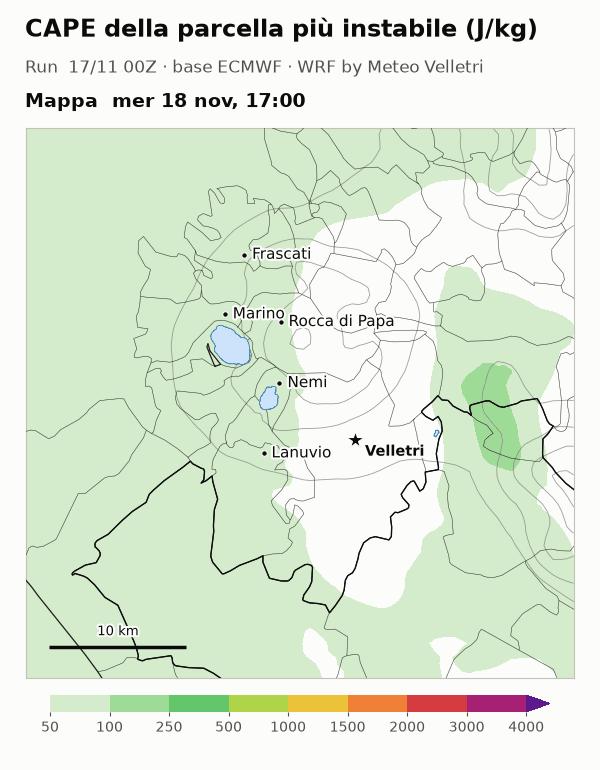 CAPE della parcella più instabile (J/kg)
Run  17/11 00Z · base ECMWF · WRF by Meteo Velletri
Mappa  mer 18 nov, 17:00
Frascati
Marino
Rocca di Papa
Nemi
Velletri
Lanuvio
10 km
50 100 250 500 1000 1500 2000 3000 4000